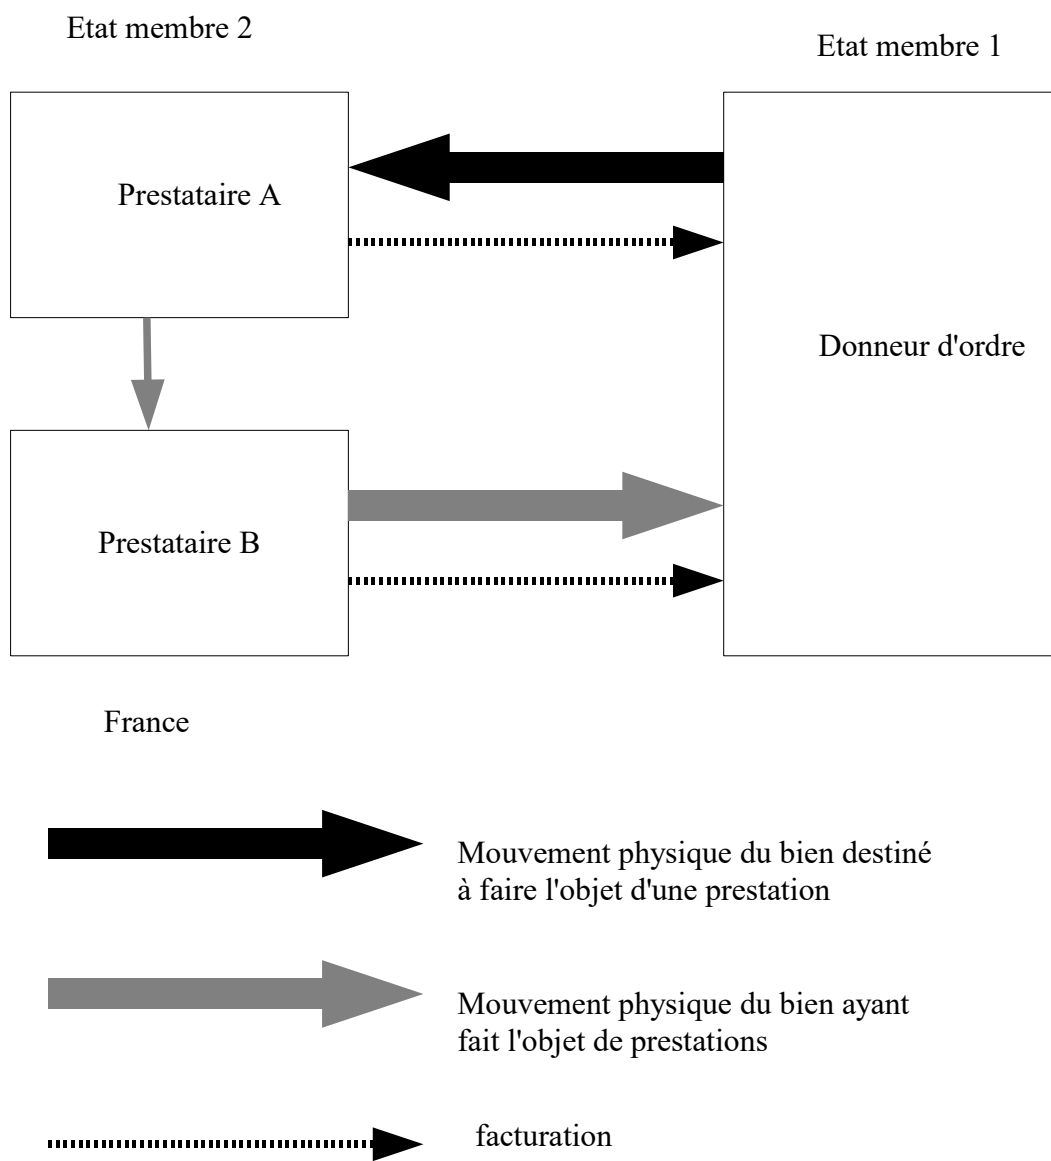 Etat membre 2
Etat membre 1
Prestataire A
Donneur d'ordre
Prestataire B
France
Mouvement physique du bien destiné
à faire l'objet d'une prestation
Mouvement physique du bien ayant
fait l'objet de prestations
facturation